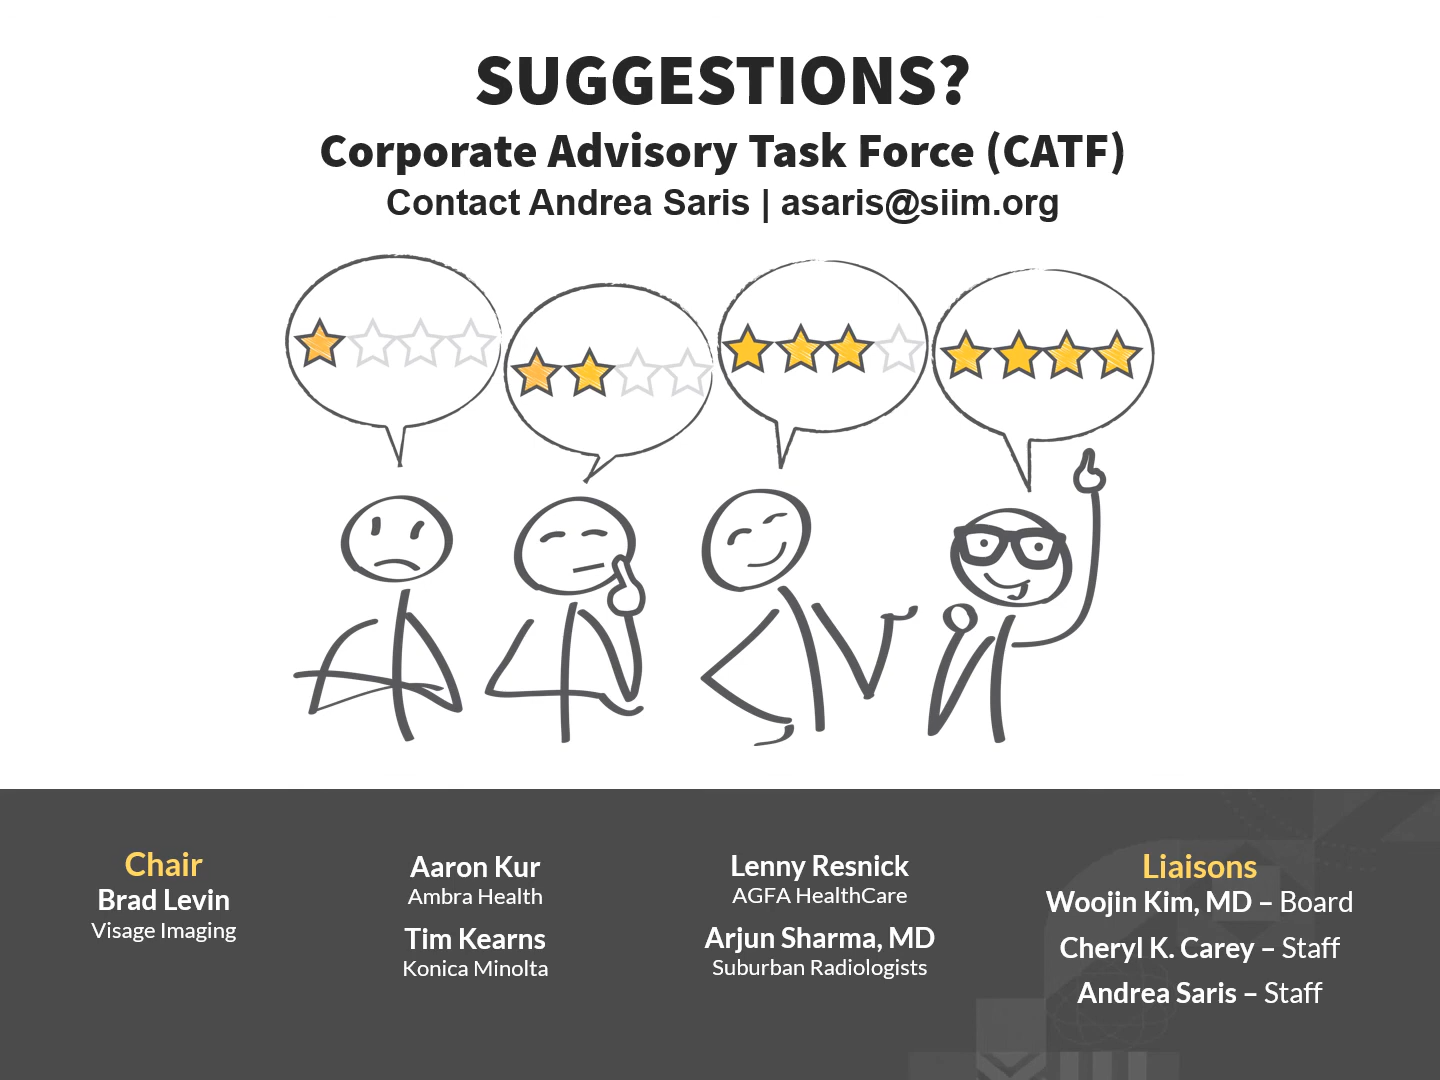 SUGGESTIONS?
Corporate Advisory Task Force (CATF)
Contact Andrea Saris | asaris@siim.org
Chair
Brad Levin
Visage Imaging
Aaron Kur
Ambra Health
Tim Kearns
Konica Minolta
Lenny Resnick
AGFA HealthCare
Arjun Sharma, MD
Suburban Radiologists
Liaisons
Woojin Kim, MD – Board
Cheryl K. Carey – Staff
Andrea Saris – Staff